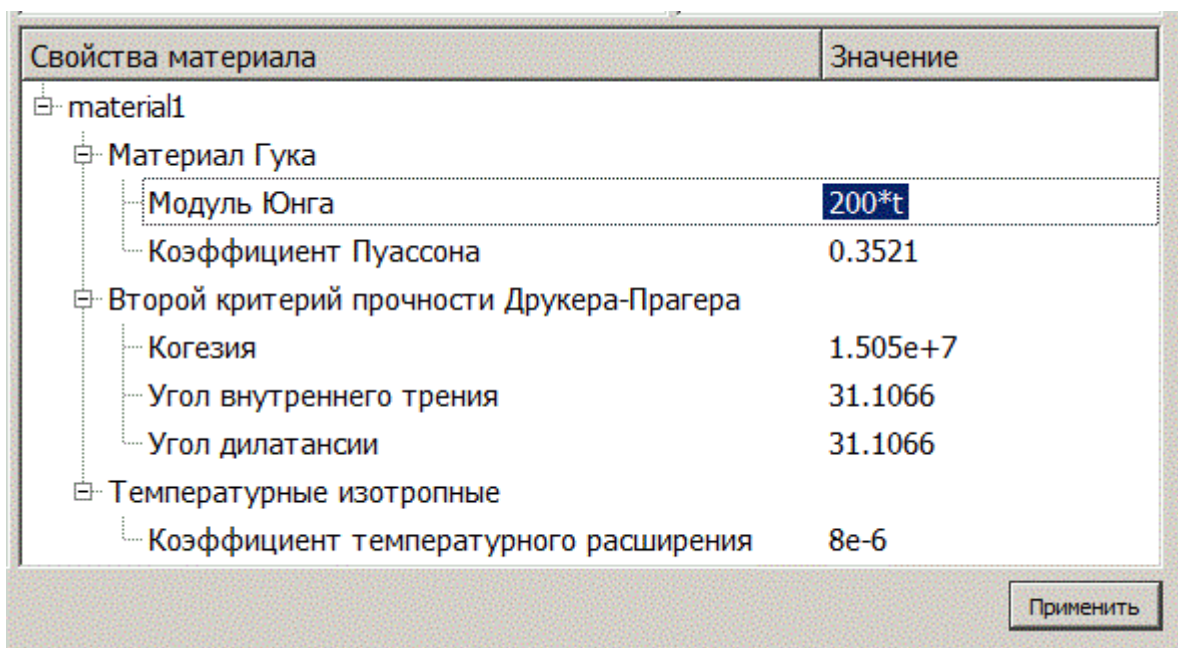 Свойства материала Значение
material1
Материал Гука
Модуль Юнга 200*t
Коэффициент Пуассона 0.3521
Второй критерий прочности Друкера-Прагера
Когезия 1.505e+7
Угол внутреннего трения 31.1066
Угол дилатансии 31.1066
Температурные изотропные
Коэффициент температурного расширения 8e-6
Применить